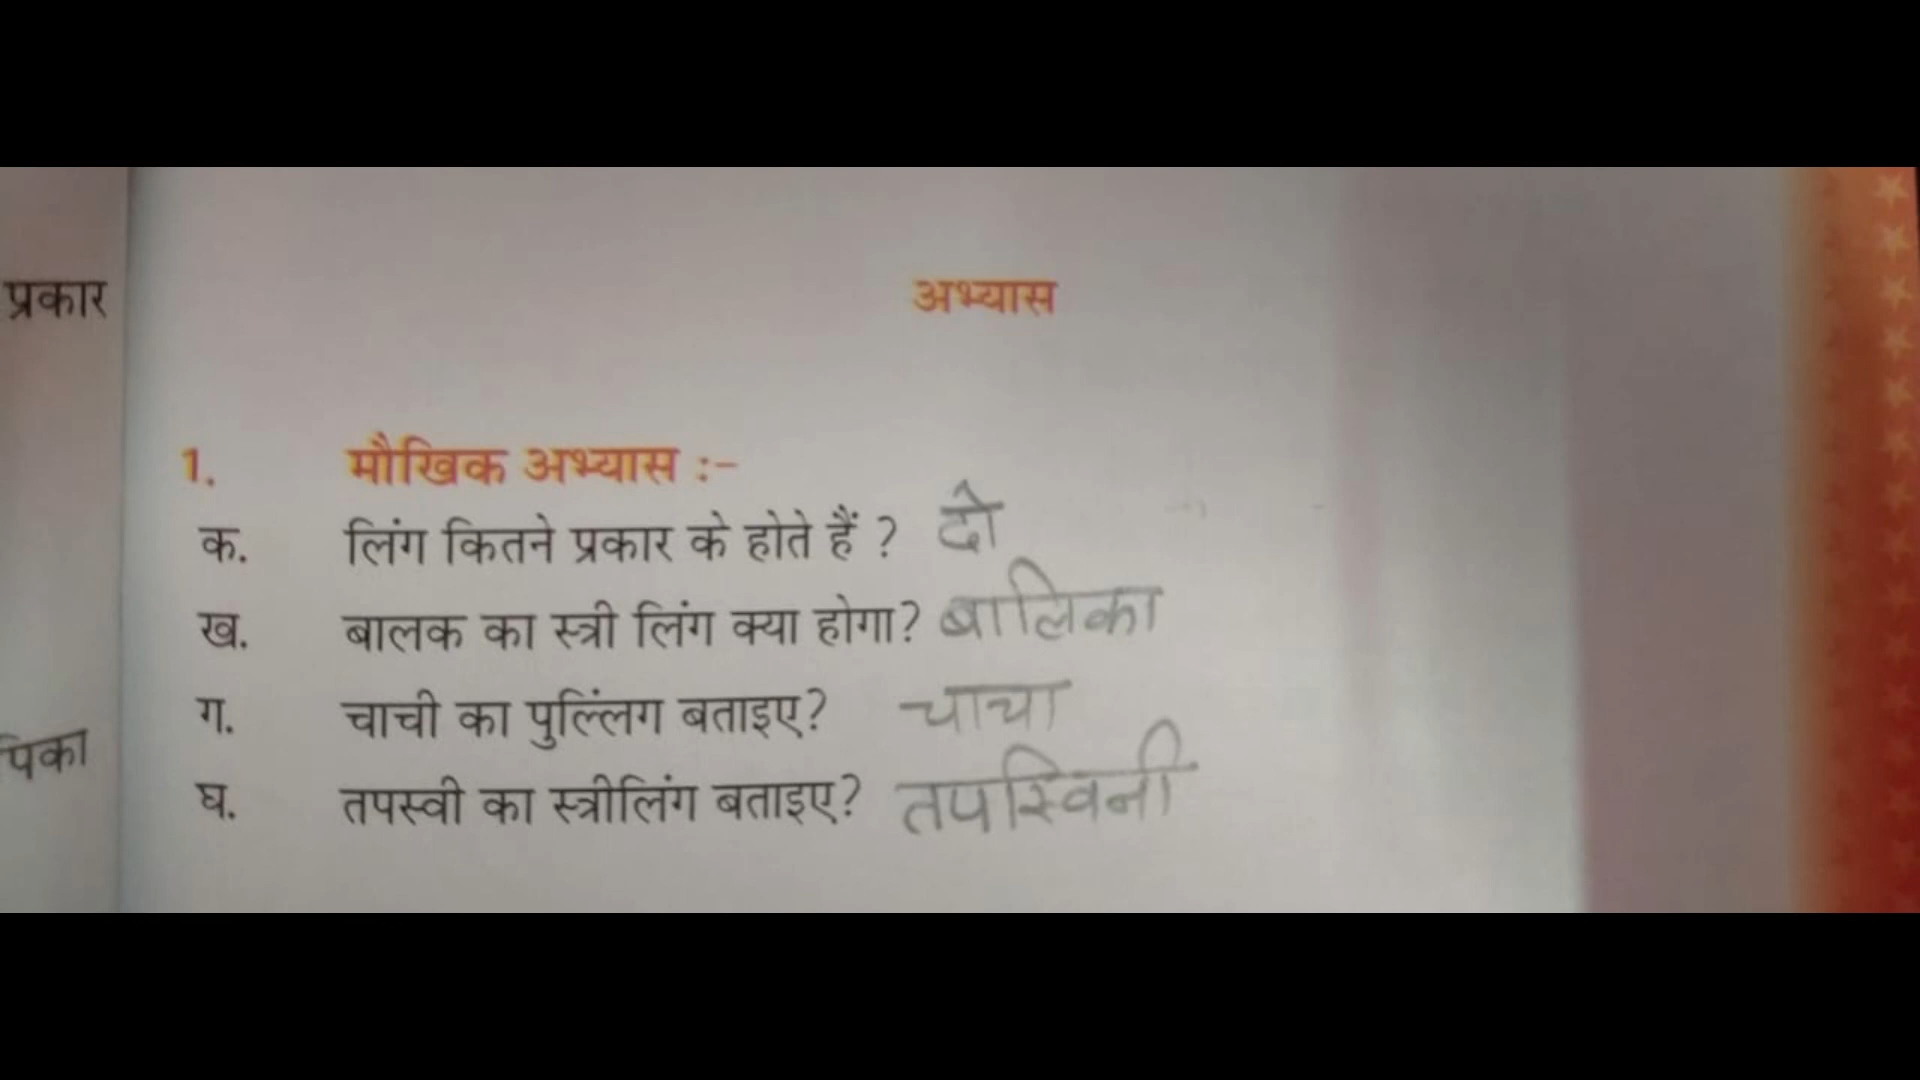 प्रकार
अभ्यास
1. मौखिक अभ्यास :-
क. लिंग कितने प्रकार के होते हैं ? दो
ख. बालक का स्त्री लिंग क्या होगा? बालिका
ग. चाची का पुल्लिंग बताइए? चाचा
पिका
घ. तपस्वी का स्त्रीलिंग बताइए? तपस्विनी